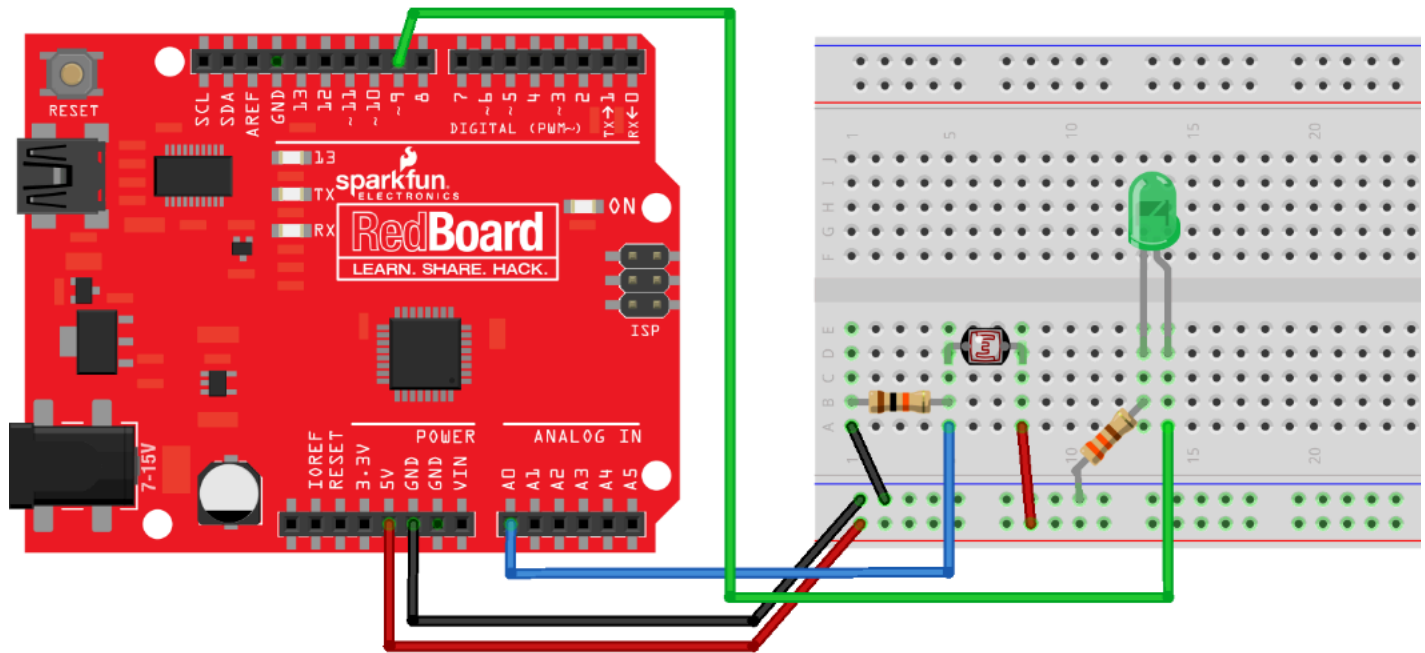 RESET
SCL
SDA
AREF
GND
13
12
~11
~10
~9
8
7
~6
~5
4
~3
2
TX→1
RX←0
DIGITAL (PWM~)
13
TX
RX
sparkfun
ELECTRONICS
RedBoard
LEARN. SHARE. HACK.
ON
ISP
7-15V
POWER
ANALOG IN
IOREF
RESET
3.3V
5V
GND
GND
VIN
A0
A1
A2
A3
A4
A5
1
5
10
15
20
J
I
H
G
F
E
D
C
B
A
1
10
15
20